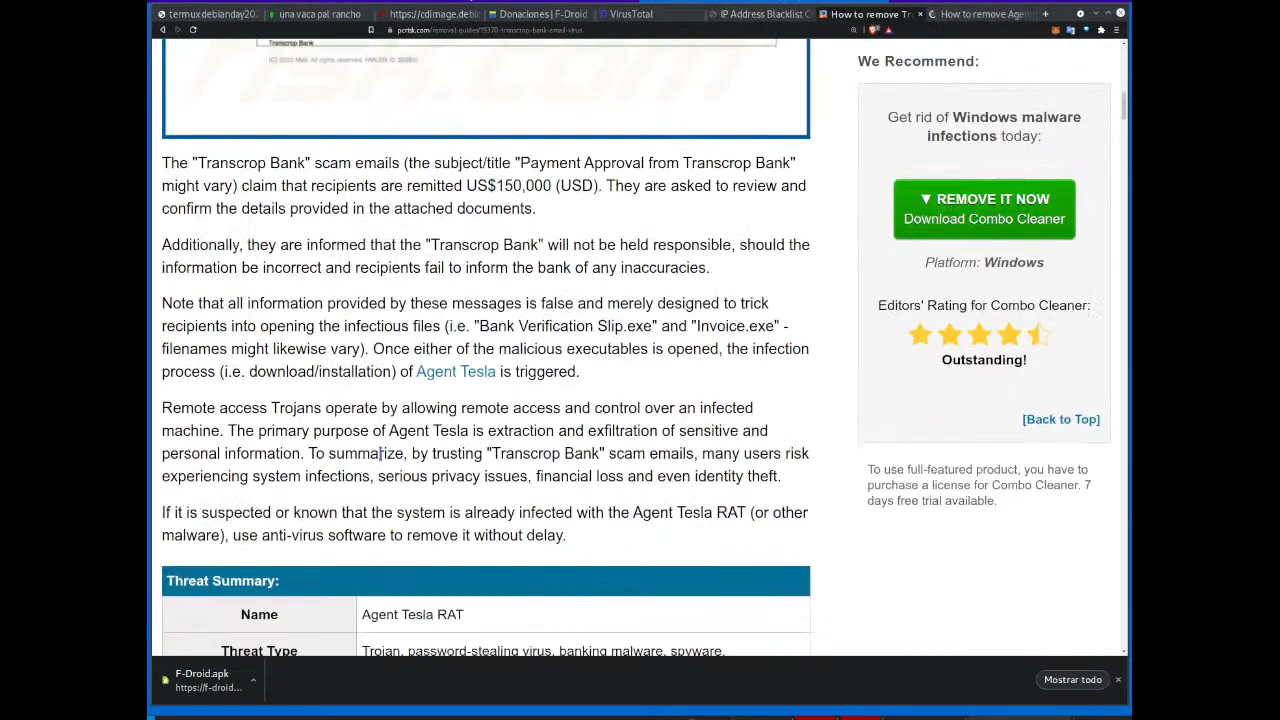 termux debianday202
una vaca pal rancho
https://cdimage.debia
Donaciones | F-Droid
VirusTotal
IP Address Blacklist C
How to remove Tr
How to remove Agen
pcrisk.com/removal-guides/19370-transcrop-bank-email-virus
Transcrop Bank
The "Transcrop Bank" scam emails (the subject/title "Payment Approval from Transcrop Bank"
might vary) claim that recipients are remitted US$150,000 (USD). They are asked to review and
confirm the details provided in the attached documents.
Additionally, they are informed that the "Transcrop Bank" will not be held responsible, should the
information be incorrect and recipients fail to inform the bank of any inaccuracies.
Note that all information provided by these messages is false and merely designed to trick
recipients into opening the infectious files (i.e. "Bank Verification Slip.exe" and "Invoice.exe" -
filenames might likewise vary). Once either of the malicious executables is opened, the infection
process (i.e. download/installation) of Agent Tesla is triggered.
Remote access Trojans operate by allowing remote access and control over an infected
machine. The primary purpose of Agent Tesla is extraction and exfiltration of sensitive and
personal information. To summarize, by trusting "Transcrop Bank" scam emails, many users risk
experiencing system infections, serious privacy issues, financial loss and even identity theft.
If it is suspected or known that the system is already infected with the Agent Tesla RAT (or other
malware), use anti-virus software to remove it without delay.
Threat Summary:
Name
Agent Tesla RAT
Threat Type
Trojan, password-stealing virus, banking malware, spyware.
We Recommend:
Get rid of Windows malware
infections today:
▼ REMOVE IT NOW
Download Combo Cleaner
Platform: Windows
Editors' Rating for Combo Cleaner:
Outstanding!
[Back to Top]
To use full-featured product, you have to
purchase a license for Combo Cleaner. 7
days free trial available.
F-Droid.apk
https://f-droid...
Mostrar todo